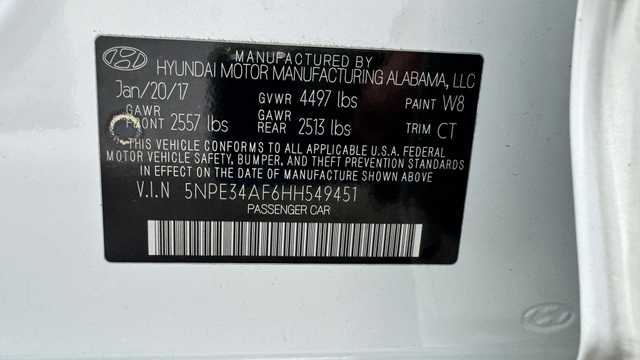 MANUFACTURED BY
HYUNDAI MOTOR MANUFACTURING ALABAMA, LLC
Jan/20/17 GVWR 4497 lbs PAINT W8
GAWR FRONT 2557 lbs GAWR REAR 2513 lbs TRIM CT
THIS VEHICLE CONFORMS TO ALL APPLICABLE U.S.A. FEDERAL
MOTOR VEHICLE SAFETY, BUMPER, AND THEFT PREVENTION STANDARDS
IN EFFECT ON THE DATE OF MANUFACTURE SHOWN ABOVE.
V.I.N 5NPE34AF6HH549451
PASSENGER CAR